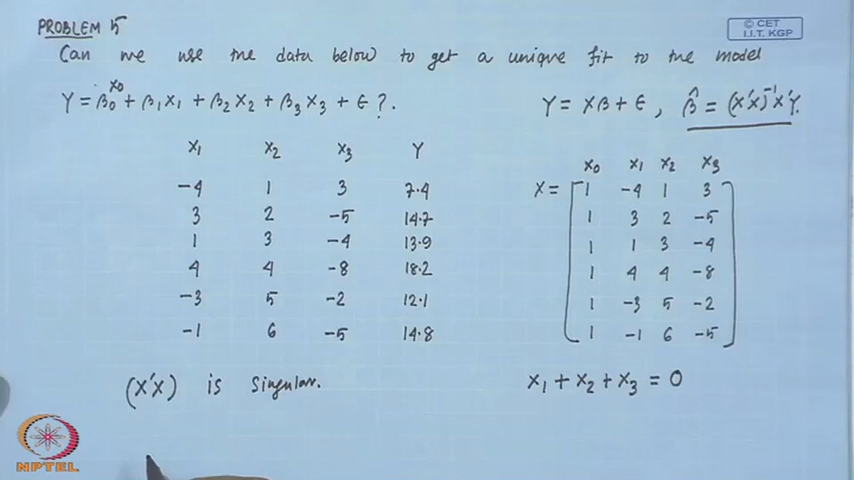 PROBLEM 5
© CET
I.I.T. KGP
Can we use the data below to get a unique fit to the model
Y = β₀X₀ + β₁X₁ + β₂X₂ + β₃X₃ + ϵ ?.
Y = Xβ + ϵ, β̂ = (X'X)⁻¹X'Y.
X₁ X₂ X₃ Y
-4 1 3 7.4
3 2 -5 14.7
1 3 -4 13.9
4 4 -8 18.2
-3 5 -2 12.1
-1 6 -5 14.8
X₀ X₁ X₂ X₃
X = [ 1 -4 1 3
1 3 2 -5
1 1 3 -4
1 4 4 -8
1 -3 5 -2
1 -1 6 -5 ]
(X'X) is singular.
X₁ + X₂ + X₃ = 0
NPTEL